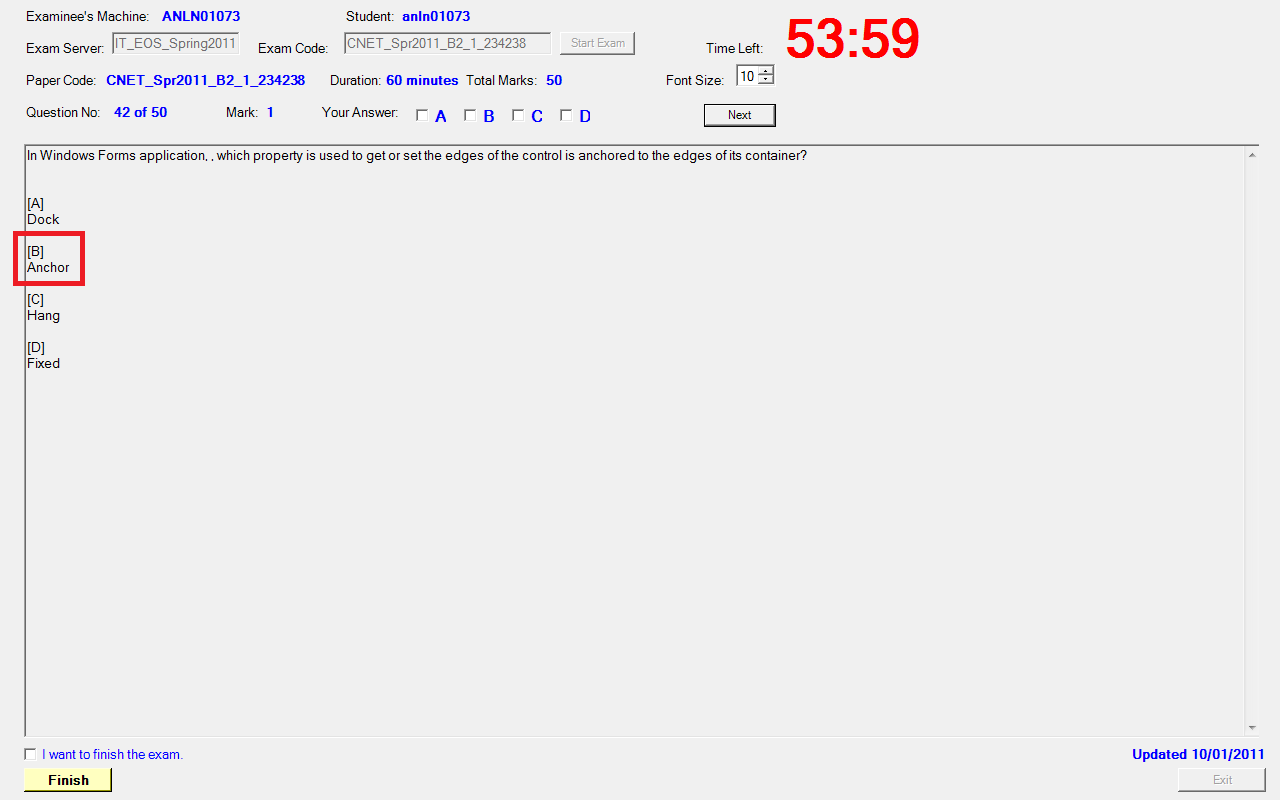 Examinee's Machine: ANLN01073 Student: anln01073
Exam Server: IT_EOS_Spring2011 Exam Code: CNET_Spr2011_B2_1_234238 Start Exam Time Left: 53:59
Paper Code: CNET_Spr2011_B2_1_234238 Duration: 60 minutes Total Marks: 50 Font Size: 10
Question No: 42 of 50 Mark: 1 Your Answer: A B C D Next
In Windows Forms application, , which property is used to get or set the edges of the control is anchored to the edges of its container?
[A]
Dock
[B]
Anchor
[C]
Hang
[D]
Fixed
I want to finish the exam. Updated 10/01/2011
Finish Exit